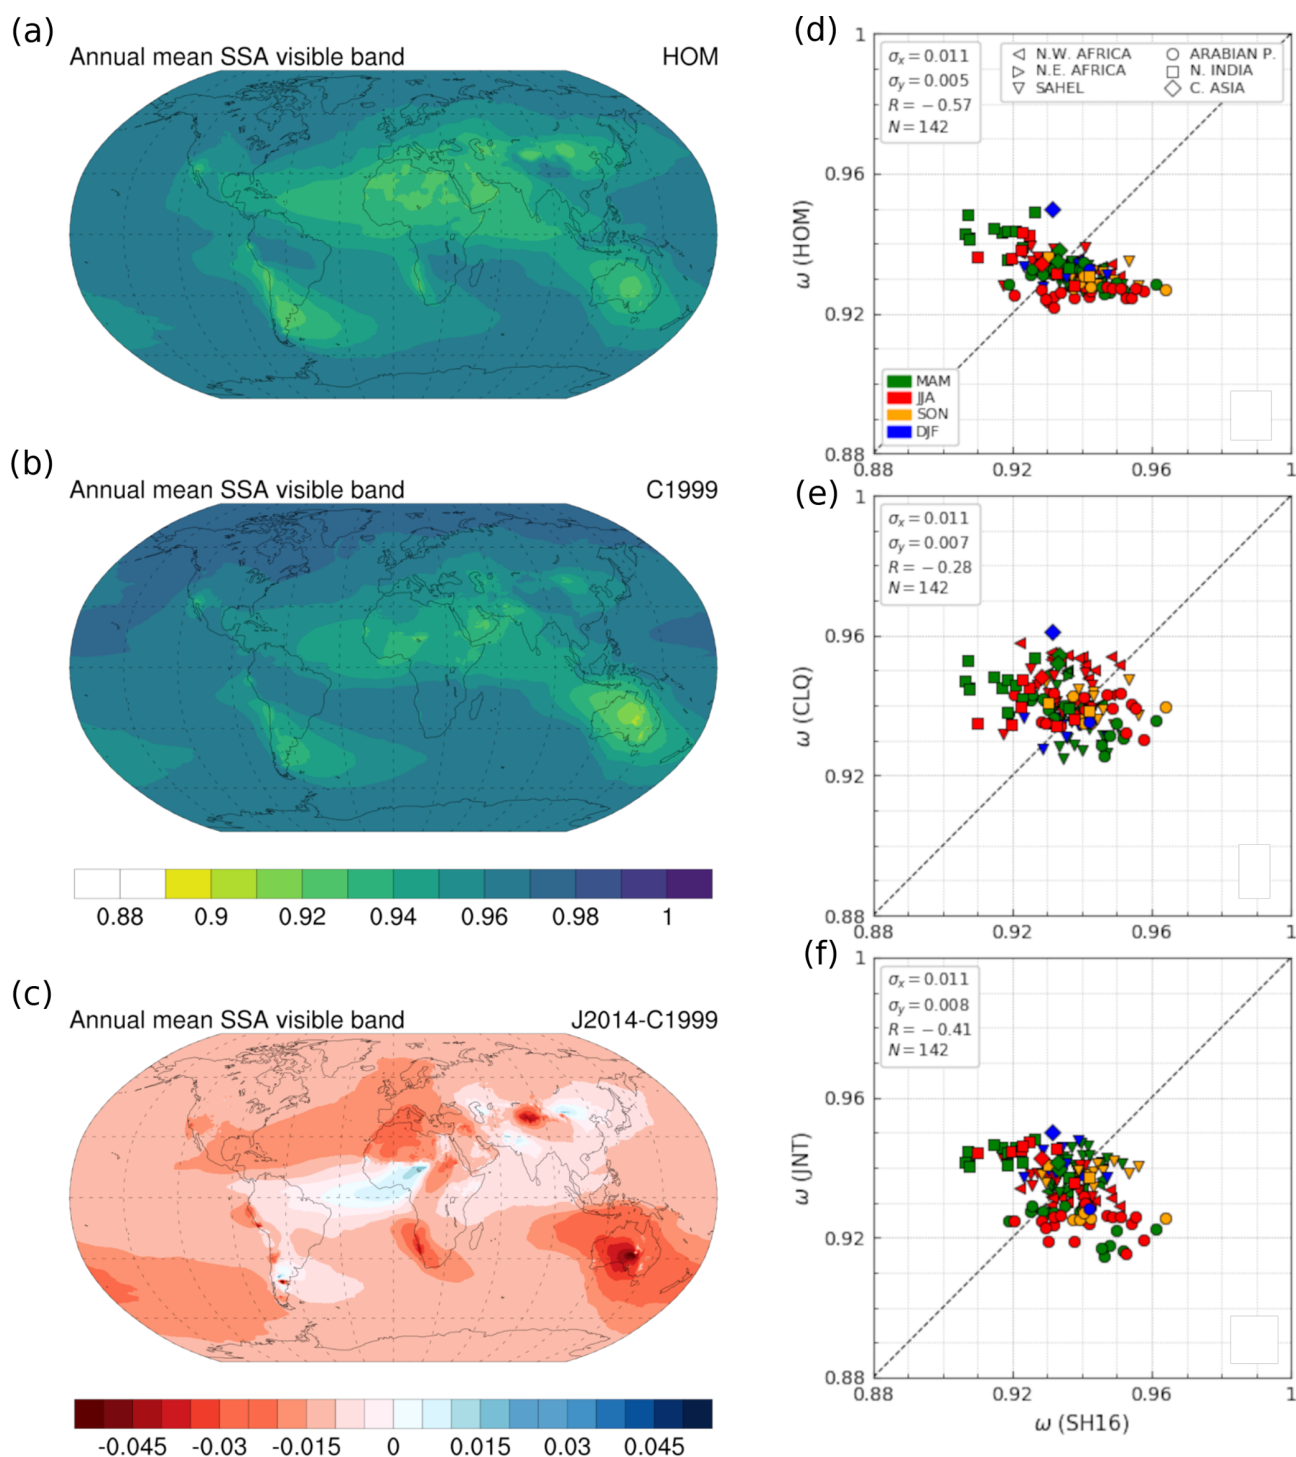 (a)
Annual mean SSA visible band HOM
(b)
Annual mean SSA visible band C1999
0.88 0.9 0.92 0.94 0.96 0.98 1
(c)
Annual mean SSA visible band J2014-C1999
-0.045 -0.03 -0.015 0 0.015 0.03 0.045
(d)
σx = 0.011
σy = 0.005
R = −0.57
N = 142
N.W. AFRICA
N.E. AFRICA
SAHEL
ARABIAN P.
N. INDIA
C. ASIA
MAM
JJA
SON
DJF
ω (HOM)
1
0.96
0.92
0.88
0.88 0.92 0.96 1
(e)
σx = 0.011
σy = 0.007
R = −0.28
N = 142
ω (CLQ)
1
0.96
0.92
0.88
0.88 0.92 0.96 1
(f)
σx = 0.011
σy = 0.008
R = −0.41
N = 142
ω (JNT)
1
0.96
0.92
0.88
0.88 0.92 0.96 1
ω (SH16)